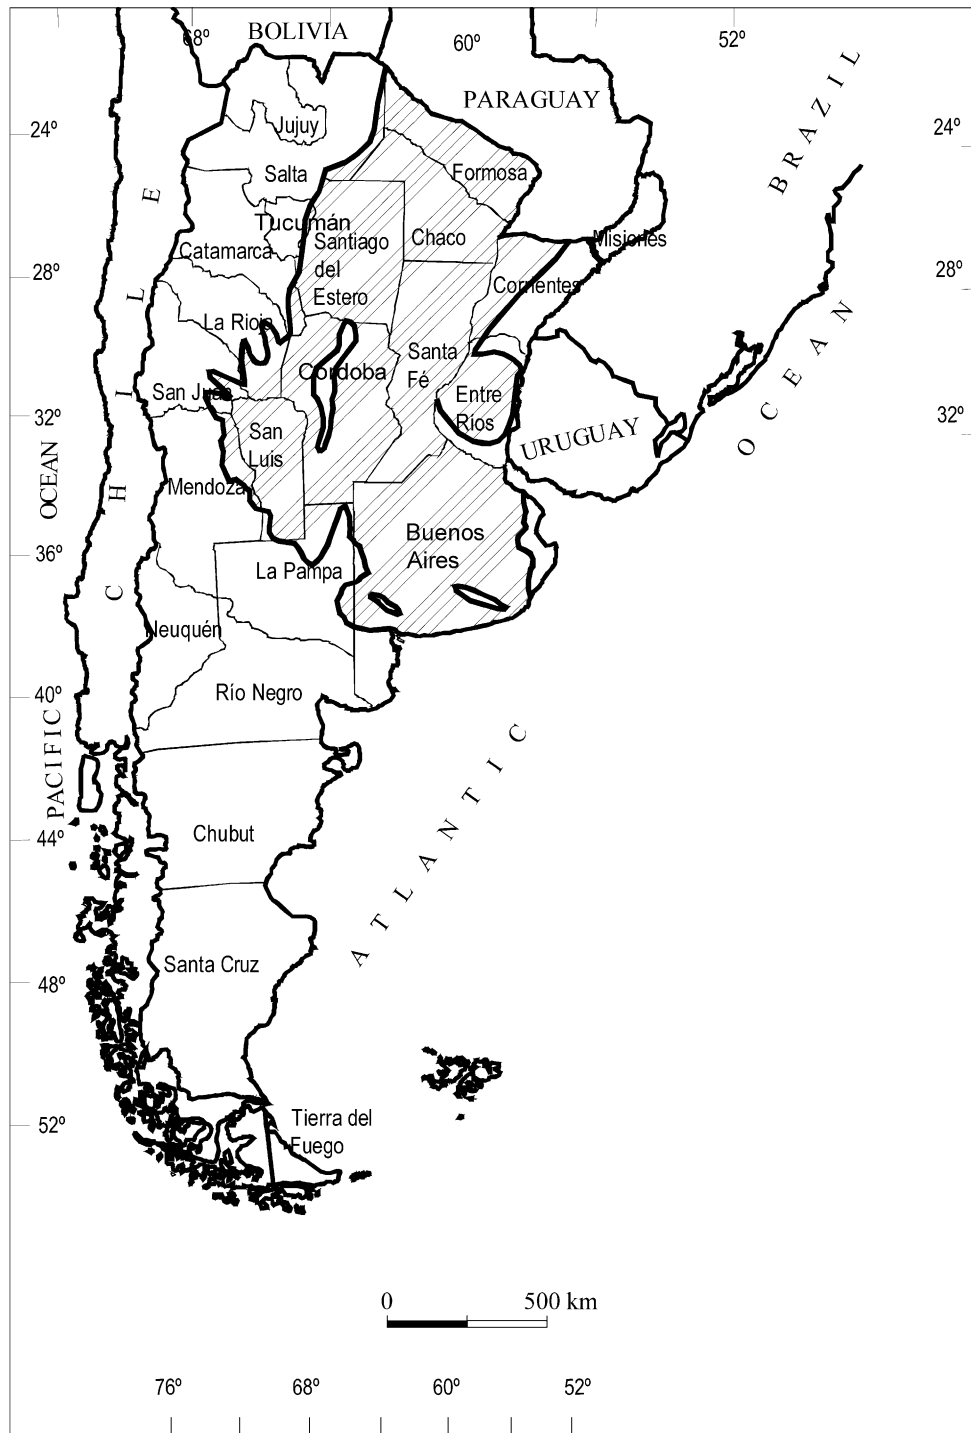 BOLIVIA
68º
60º
52º
BRAZIL
PARAGUAY
24º
Jujuy
24º
Salta
Formosa
CHILE
Tucumán
Misiones
Catamarca
Santiago
del
Estero
Chaco
28º
28º
Corrientes
La Rioja
Santa
Fé
Córdoba
San Juan
Entre
Ríos
32º
32º
San
Luis
URUGUAY
OCEAN
Mendoza
Buenos
Aires
36º
La Pampa
Neuquén
40º
Río Negro
PACIFIC
ATLANTIC
OCEAN
Chubut
44º
Santa Cruz
48º
52º
Tierra del
Fuego
0 500 km
76º 68º 60º 52º